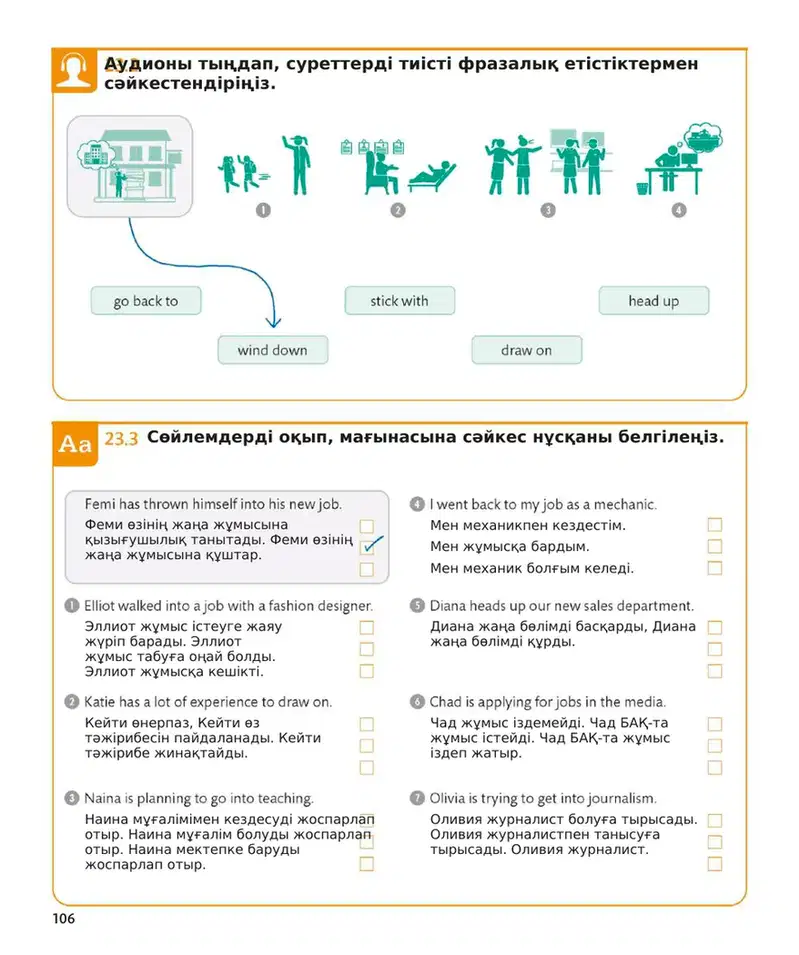 23.2 Аудионы тыңдап, суреттерді тиісті фразалық етістіктермен
сәйкестендіріңіз.
1
2
3
4
go back to
stick with
head up
wind down
draw on
Aa
23.3 Сөйлемдерді оқып, мағынасына сәйкес нұсқаны белгілеңіз.
Femi has thrown himself into his new job.
Феми өзінің жаңа жұмысына
қызығушылық танытады. Феми өзінің
жаңа жұмысына құштар.
1 Elliot walked into a job with a fashion designer.
Эллиот жұмыс істеуге жаяу
жүріп барады. Эллиот
жұмыс табуға оңай болды.
Эллиот жұмысқа кешікті.
2 Katie has a lot of experience to draw on.
Кейти өнерпаз, Кейти өз
тәжірибесін пайдаланады. Кейти
тәжірибе жинақтайды.
3 Naina is planning to go into teaching.
Наина мұғалімімен кездесуді жоспарлап
отыр. Наина мұғалім болуды жоспарлап
отыр. Наина мектепке баруды
жоспарлап отыр.
4 I went back to my job as a mechanic.
Мен механикпен кездестім.
Мен жұмысқа бардым.
Мен механик болғым келеді.
5 Diana heads up our new sales department.
Диана жаңа бөлімді басқарды, Диана
жаңа бөлімді құрды.
6 Chad is applying for jobs in the media.
Чад жұмыс іздемейді. Чад БАҚ-та
жұмыс істейді. Чад БАҚ-та жұмыс
іздеп жатыр.
7 Olivia is trying to get into journalism.
Оливия журналист болуға тырысады.
Оливия журналистпен танысуға
тырысады. Оливия журналист.
106